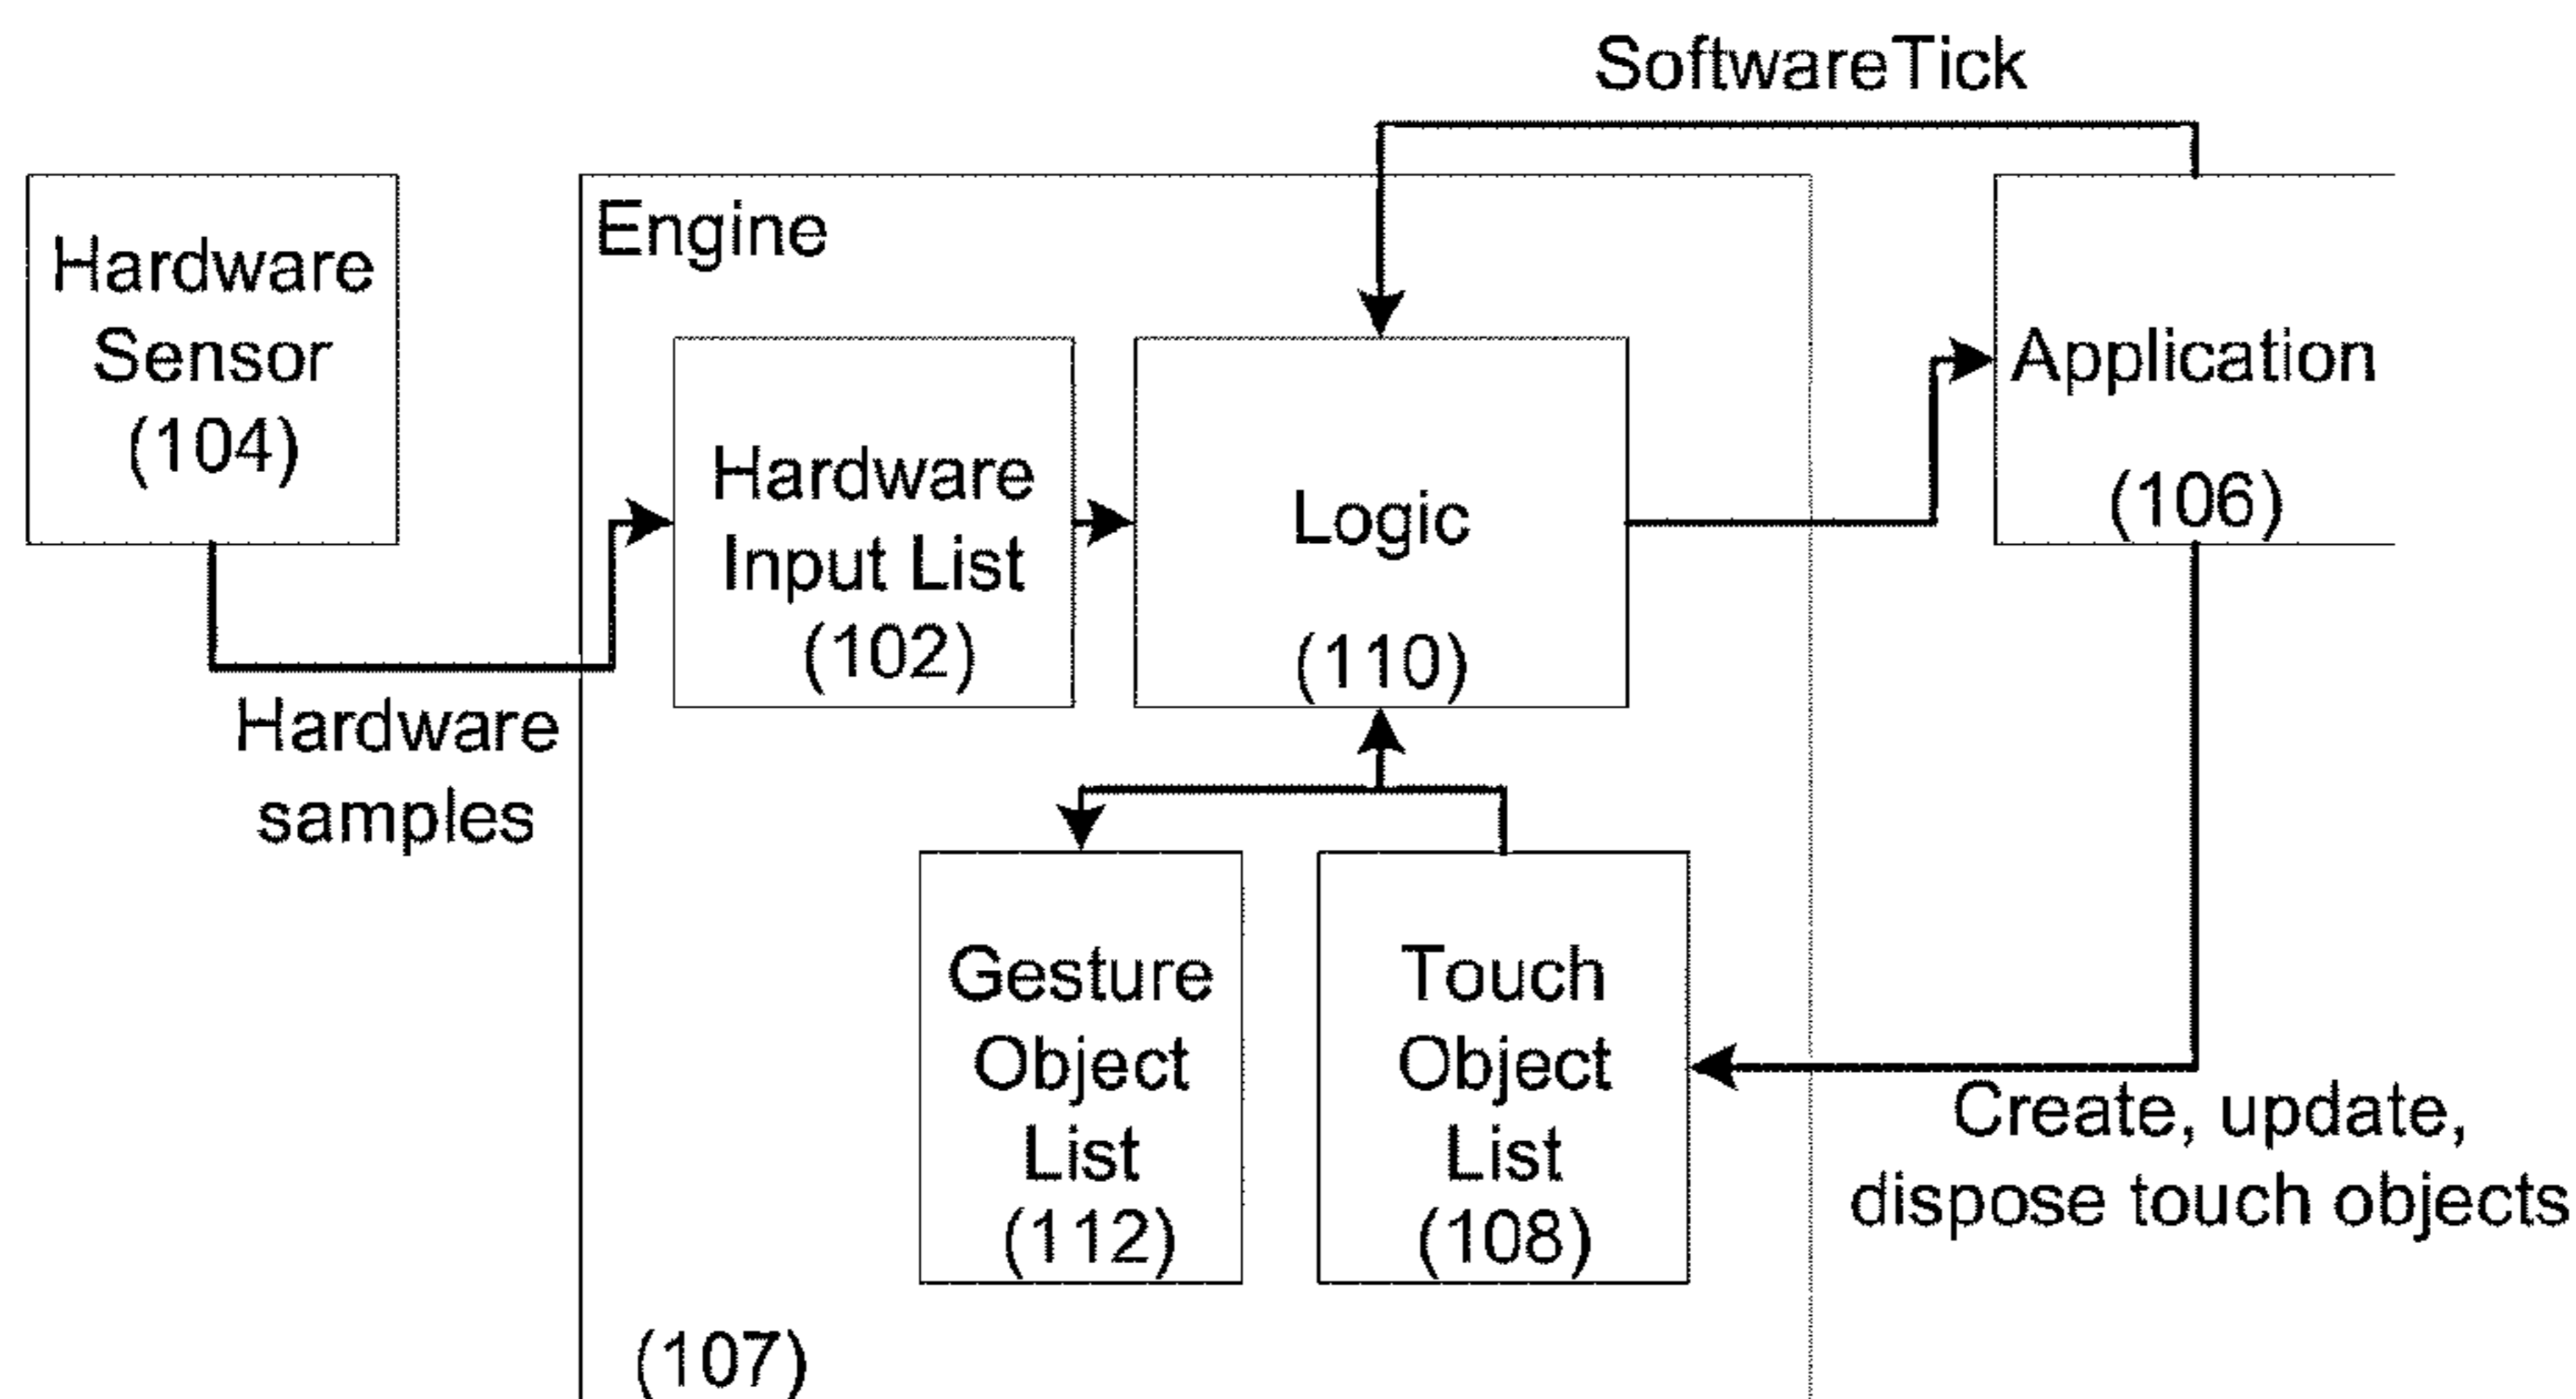 SoftwareTick
Hardware
Sensor
(104)
Engine
Hardware
Input List
(102)
Logic
(110)
Application
(106)
Hardware
samples
Gesture
Object
List
(112)
Touch
Object
List
(108)
Create, update,
dispose touch objects
(107)